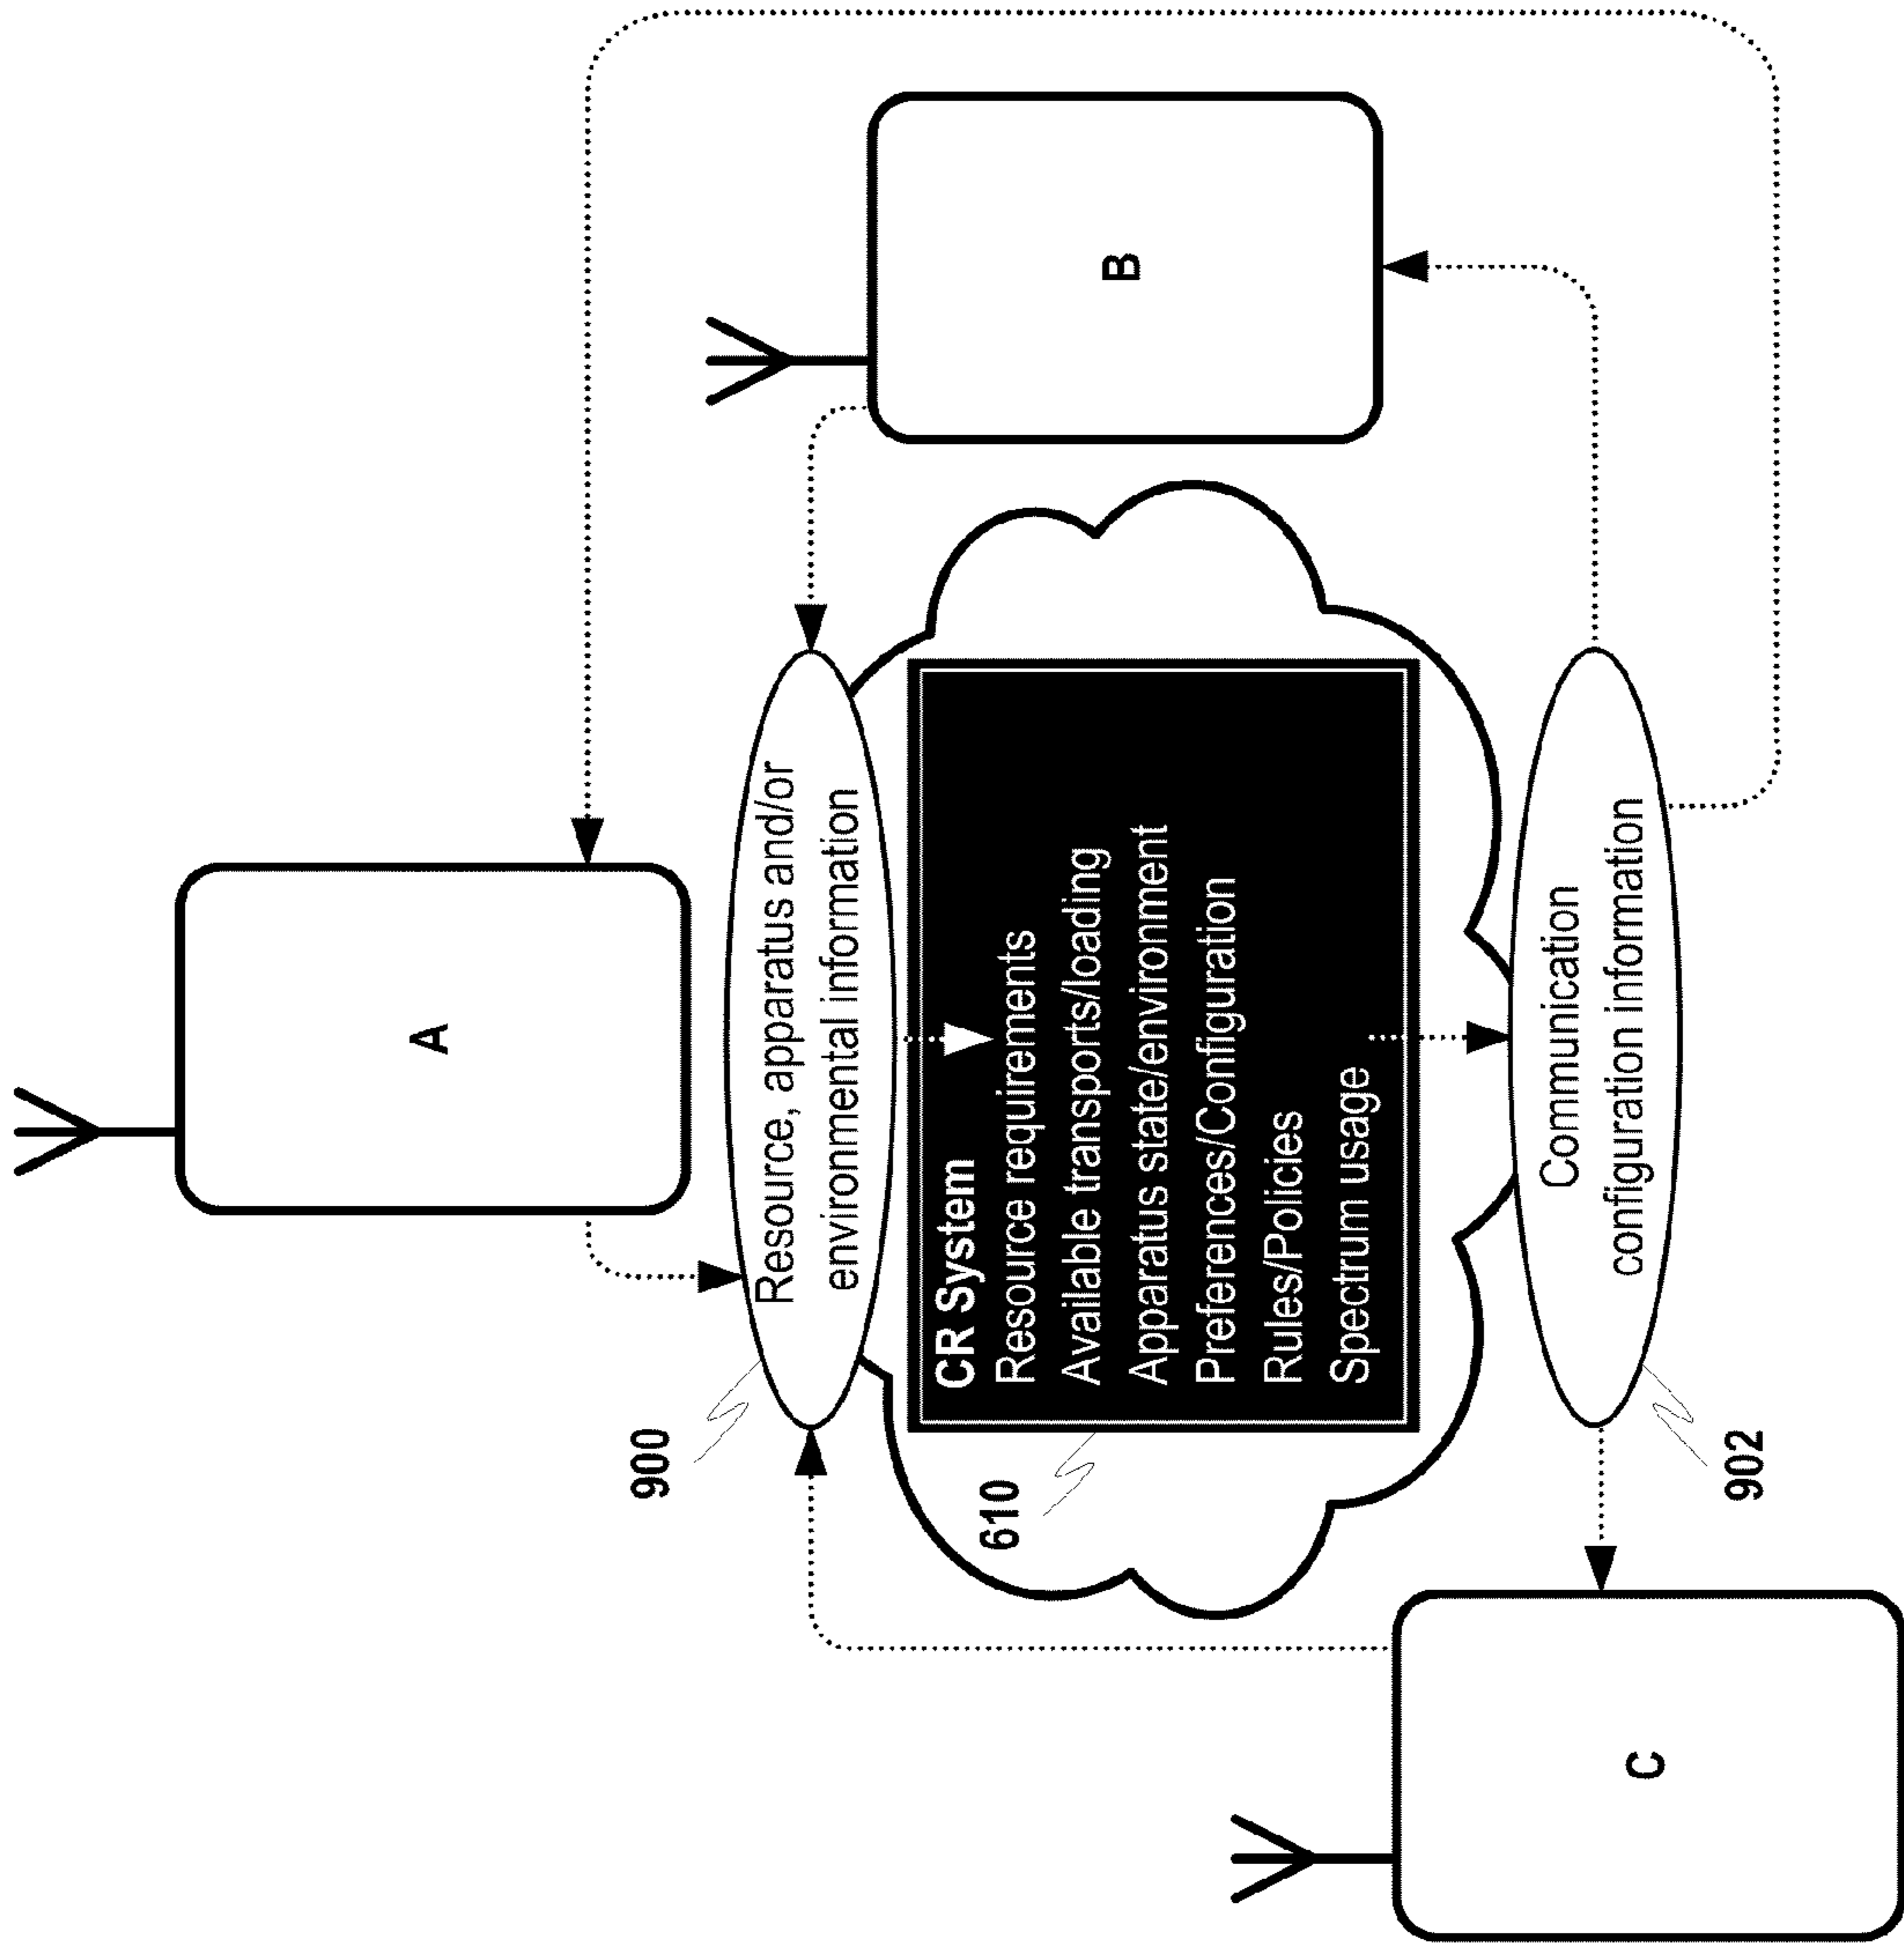 A
B
900
Resource, apparatus and/or
environmental information
610
CR System
Resource requirements
Available transports/loading
Apparatus state/environment
Preferences/Configuration
Rules/Policies
Spectrum usage
Communication
configuration information
902
C